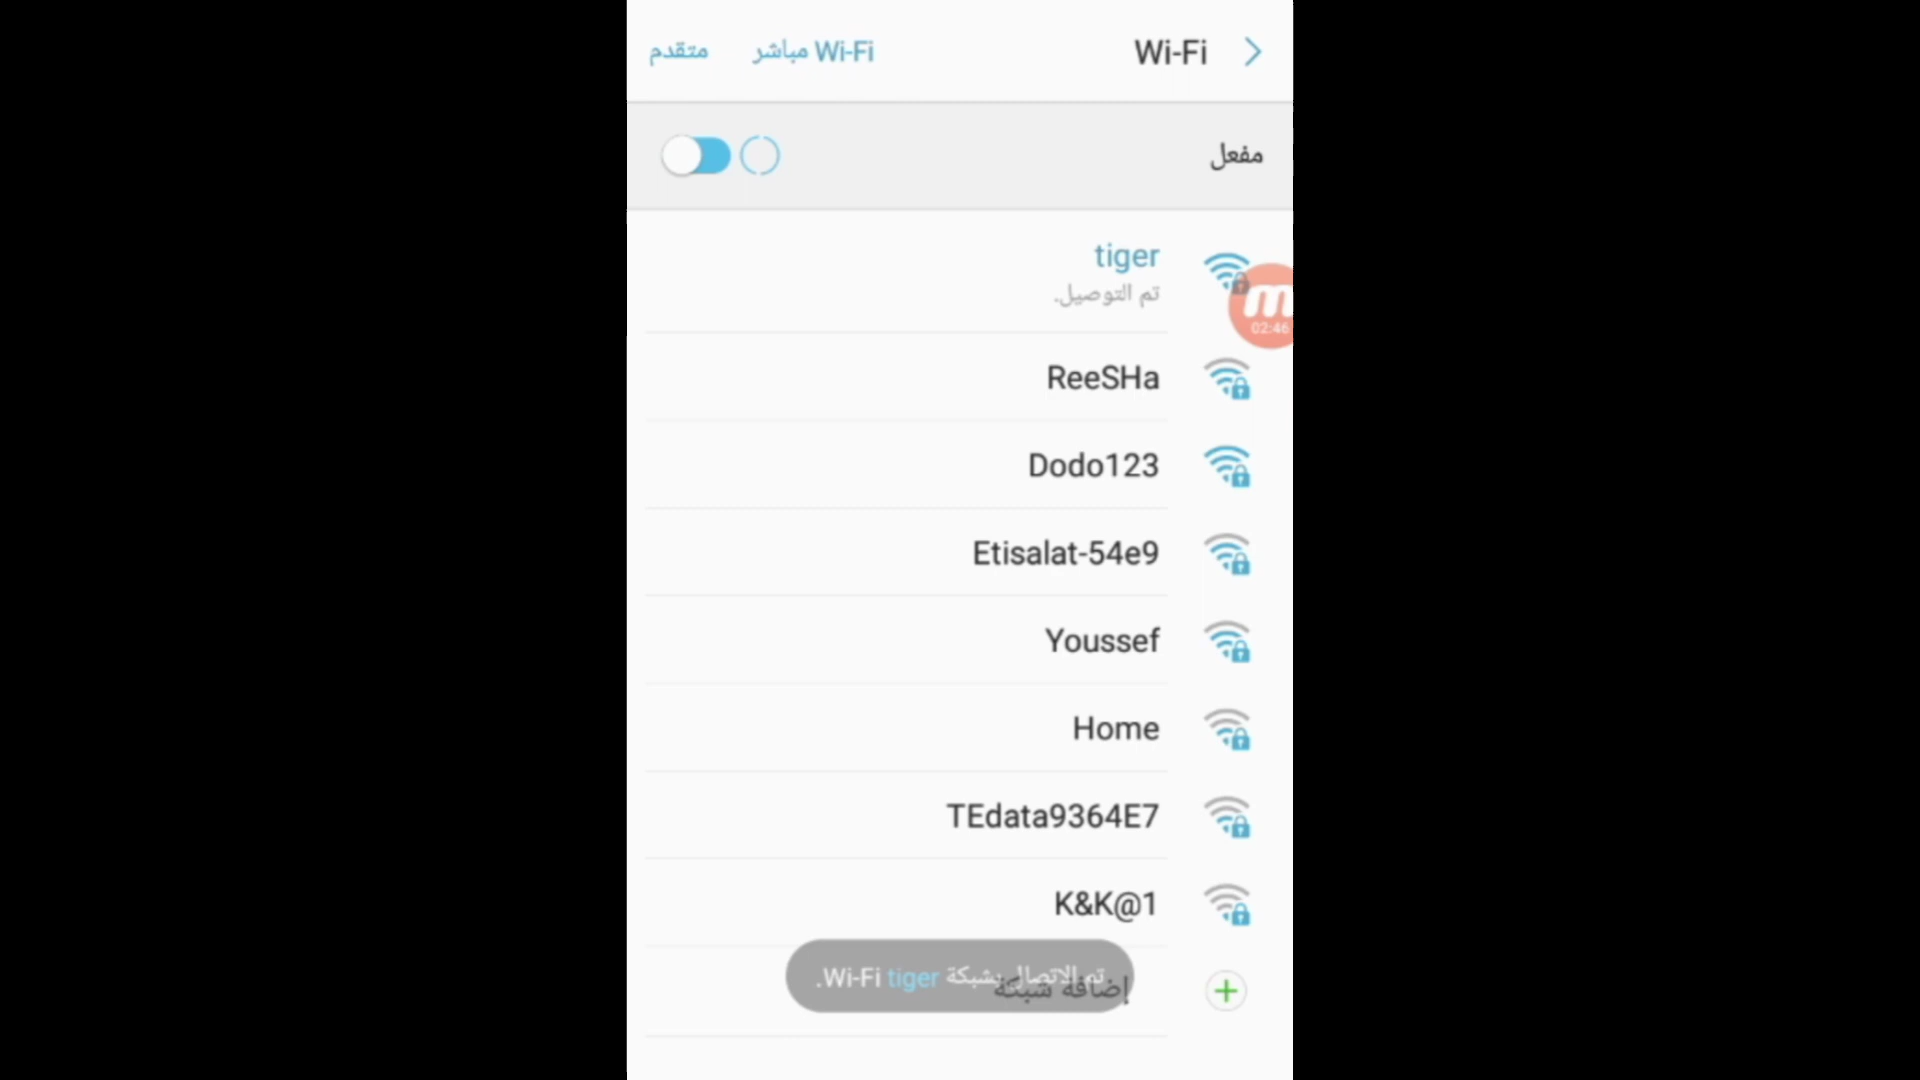 Wi-Fi
Wi-Fi مباشر
متقدم
مفعل
tiger
تم التوصيل.
m
02:46
ReeSHa
Dodo123
Etisalat-54e9
Youssef
Home
TEdata9364E7
K&K@1
إضافة شبكة
تم الاتصال بشبكة Wi-Fi tiger.